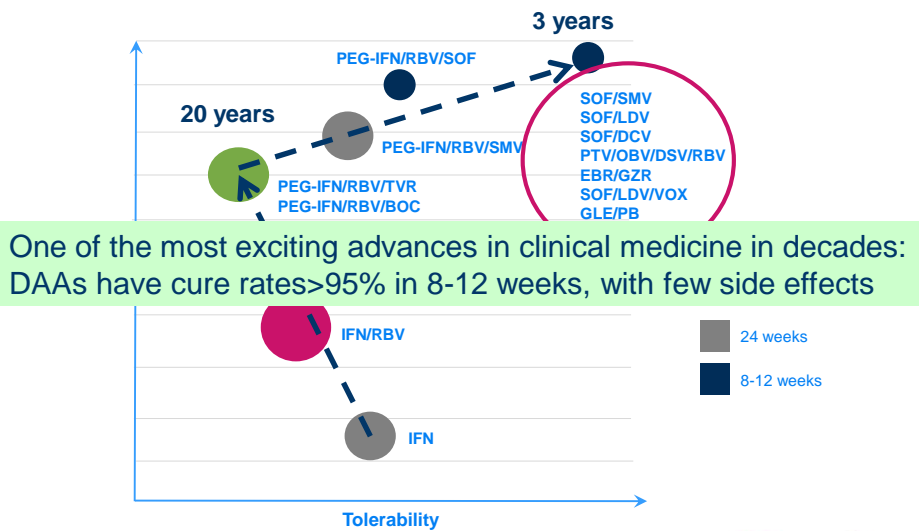 3 years
PEG-IFN/RBV/SOF
20 years
SOF/SMV
SOF/LDV
SOF/DCV
PTV/OBV/DSV/RBV
EBR/GZR
SOF/LDV/VOX
GLE/PB
PEG-IFN/RBV/SMV
PEG-IFN/RBV/TVR
PEG-IFN/RBV/BOC
One of the most exciting advances in clinical medicine in decades:
DAAs have cure rates>95% in 8-12 weeks, with few side effects
IFN/RBV
24 weeks
8-12 weeks
IFN
Tolerability